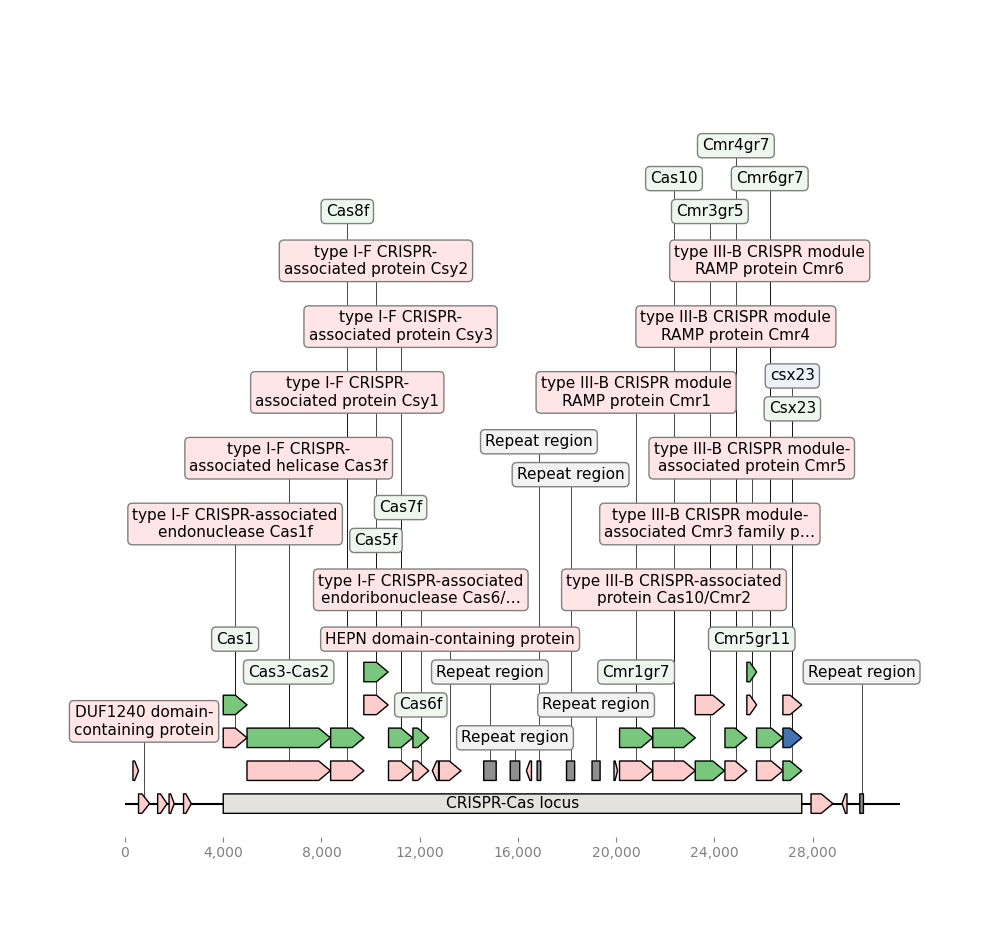 Cmr4gr7
Cas10
Cmr6gr7
Cas8f
Cmr3gr5
type I-F CRISPR-
associated protein Csy2
type III-B CRISPR module
RAMP protein Cmr6
type I-F CRISPR-
associated protein Csy3
type III-B CRISPR module
RAMP protein Cmr4
csx23
type I-F CRISPR-
associated protein Csy1
type III-B CRISPR module
RAMP protein Cmr1
Csx23
Repeat region
type I-F CRISPR-
associated helicase Cas3f
type III-B CRISPR module-
associated protein Cmr5
Repeat region
Cas7f
type I-F CRISPR-associated
endonuclease Cas1f
type III-B CRISPR module-
associated Cmr3 family p...
Cas5f
type I-F CRISPR-associated
endoribonuclease Cas6/...
type III-B CRISPR-associated
protein Cas10/Cmr2
Cas1
HEPN domain-containing protein
Cmr5gr11
Cas3-Cas2
Repeat region
Cmr1gr7
Repeat region
DUF1240 domain-
containing protein
Cas6f
Repeat region
Repeat region
CRISPR-Cas locus
0
4,000
8,000
12,000
16,000
20,000
24,000
28,000